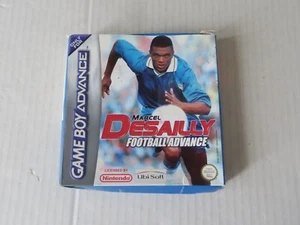 GAME BOY ADVANCE
MARCEL
DESAILLY
FOOTBALL ADVANCE
LICENSED BY
Nintendo
Ubi Soft